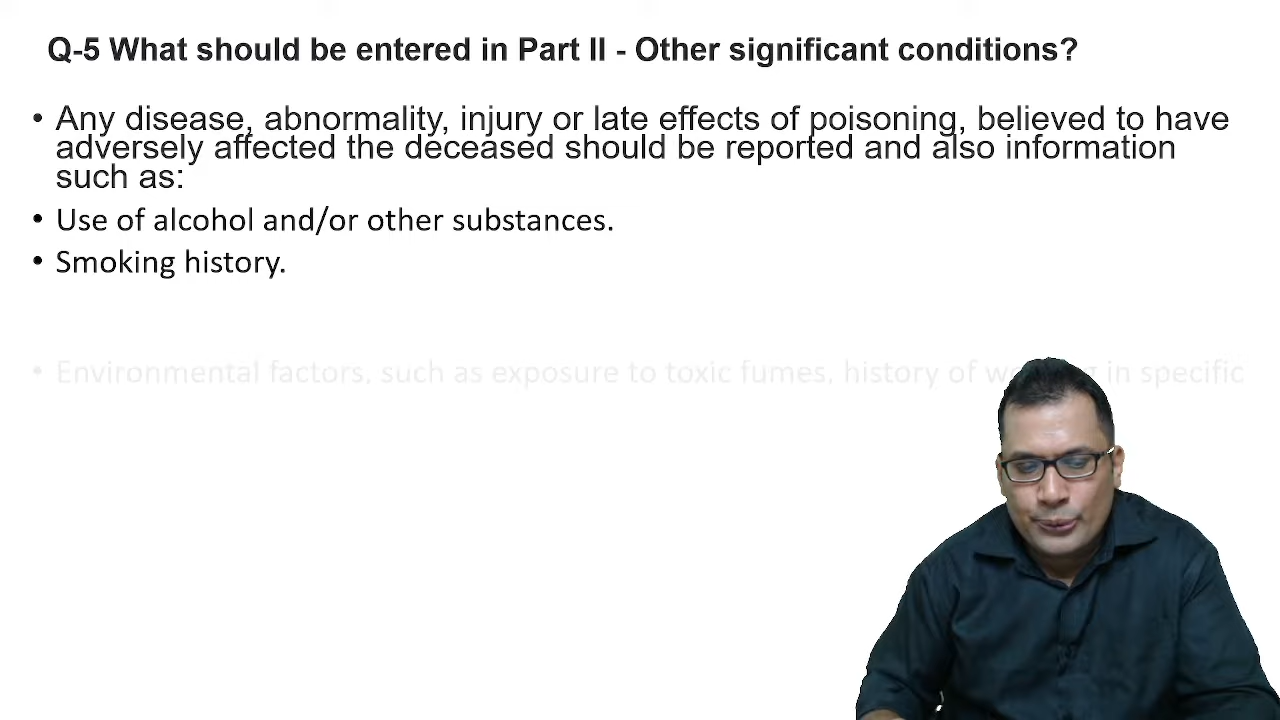 Q-5 What should be entered in Part II - Other significant conditions?
• Any disease, abnormality, injury or late effects of poisoning, believed to have
adversely affected the deceased should be reported and also information
such as:
• Use of alcohol and/or other substances.
• Smoking history.
• Environmental factors, such as exposure to toxic fumes, history of in specific